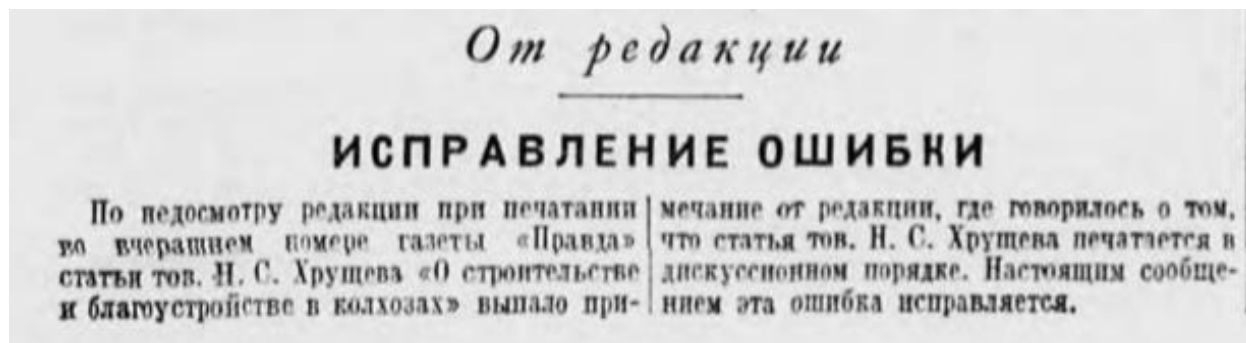 От редакции
ИСПРАВЛЕНИЕ ОШИБКИ
По недосмотру редакции при печатании
во вчерашнем номере газеты «Правда»
статьи тов. Н. С. Хрущева «О строительстве
и благоустройстве в колхозах» выпало при-
мечание от редакции, где говорилось о том,
что статья тов. Н. С. Хрущева печатается в
дискуссионном порядке. Настоящим сообще-
нием эта ошибка исправляется.